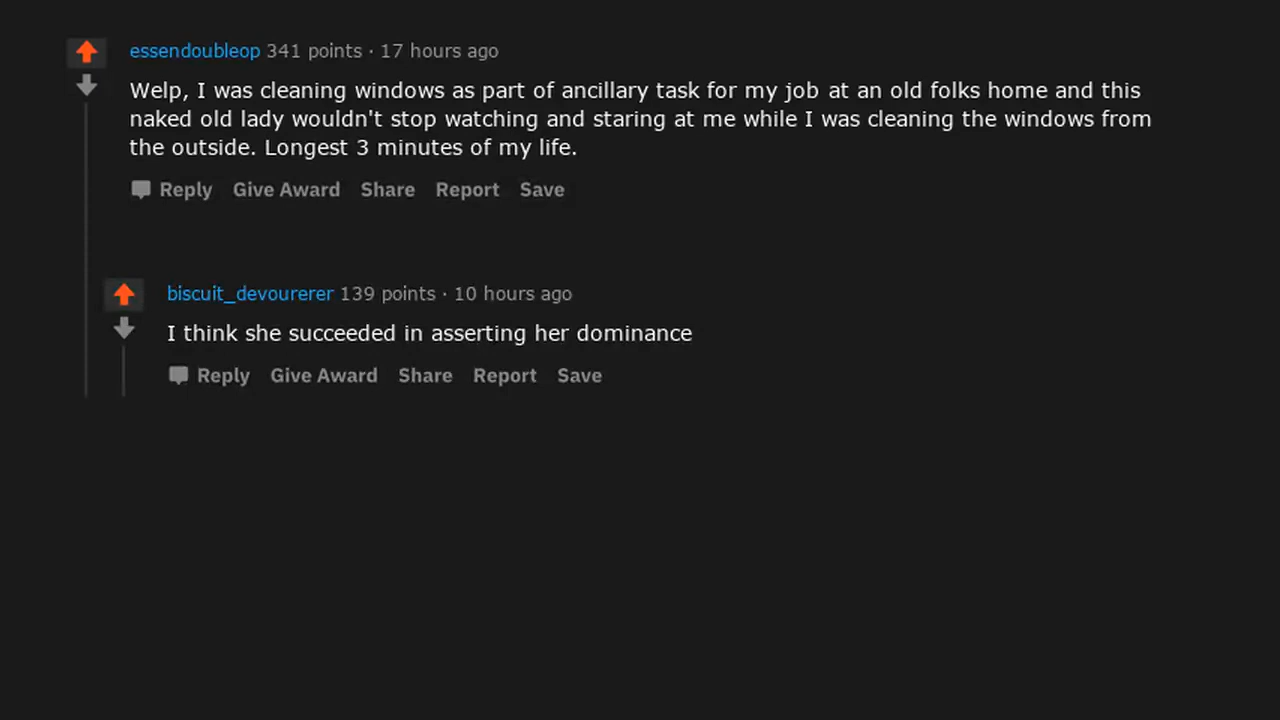 essendoubleop 341 points · 17 hours ago
Welp, I was cleaning windows as part of ancillary task for my job at an old folks home and this
naked old lady wouldn't stop watching and staring at me while I was cleaning the windows from
the outside. Longest 3 minutes of my life.
Reply Give Award Share Report Save
biscuit_devourerer 139 points · 10 hours ago
I think she succeeded in asserting her dominance
Reply Give Award Share Report Save